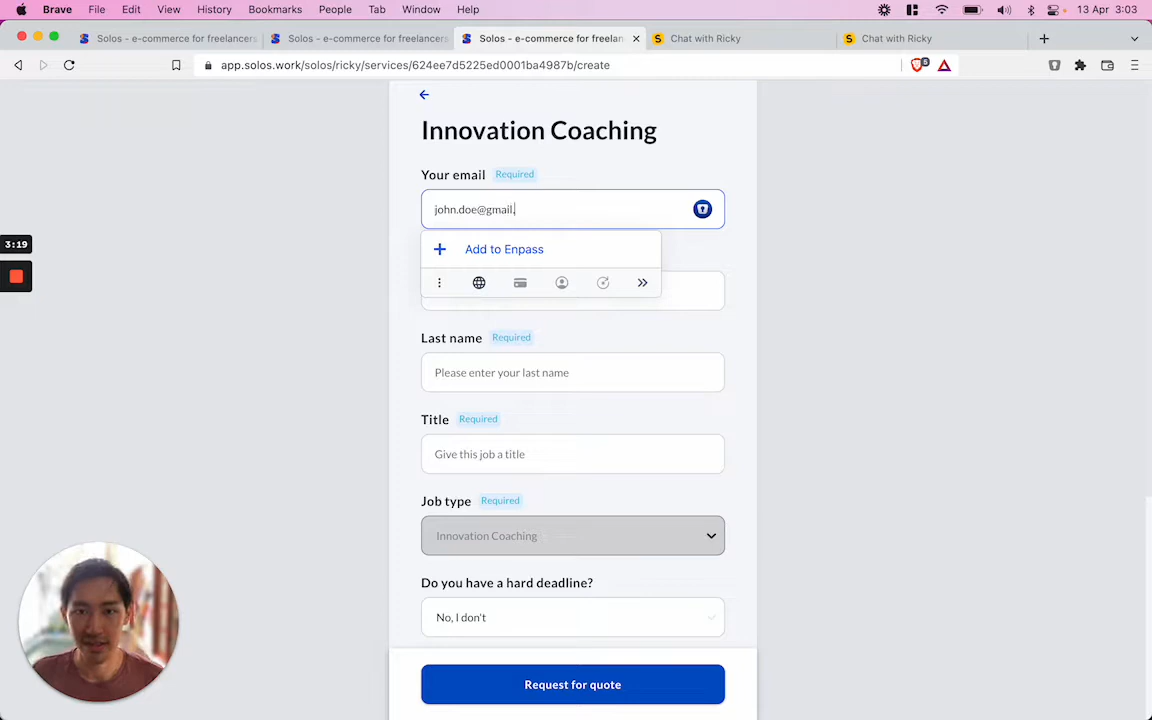 Brave File Edit View History Bookmarks People Tab Window Help 13 Apr 3:03
Solos - e-commerce for freelancers Solos - e-commerce for freelancers Solos - e-commerce for freelan Chat with Ricky Chat with Ricky
app.solos.work/solos/ricky/services/624ee7d5225ed0001ba4987b/create
Innovation Coaching
Your email Required
john.doe@gmail.
3:19
Add to Enpass
Last name Required
Please enter your last name
Title Required
Give this job a title
Job type Required
Innovation Coaching
Do you have a hard deadline?
No, I don't
Request for quote